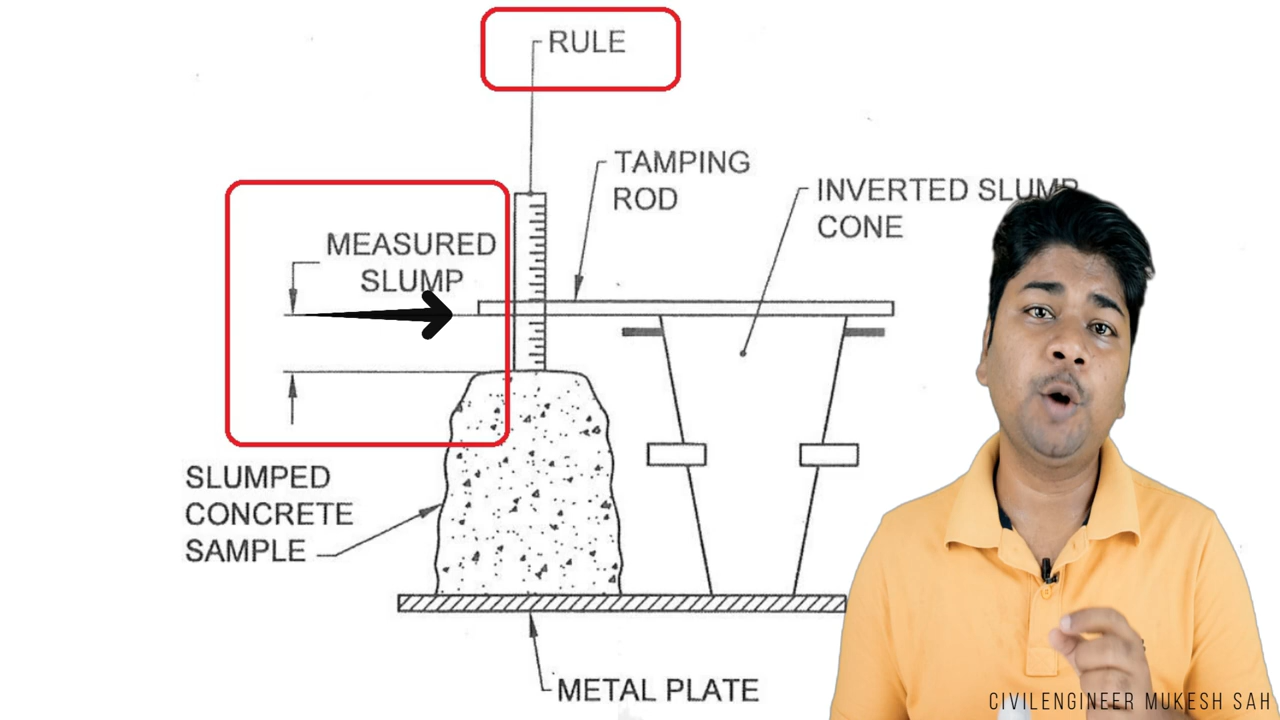 RULE
TAMPING
ROD
INVERTED SLUMP
CONE
MEASURED
SLUMP
SLUMPED
CONCRETE
SAMPLE
METAL PLATE
CIVILENGINEER MUKESH SAH